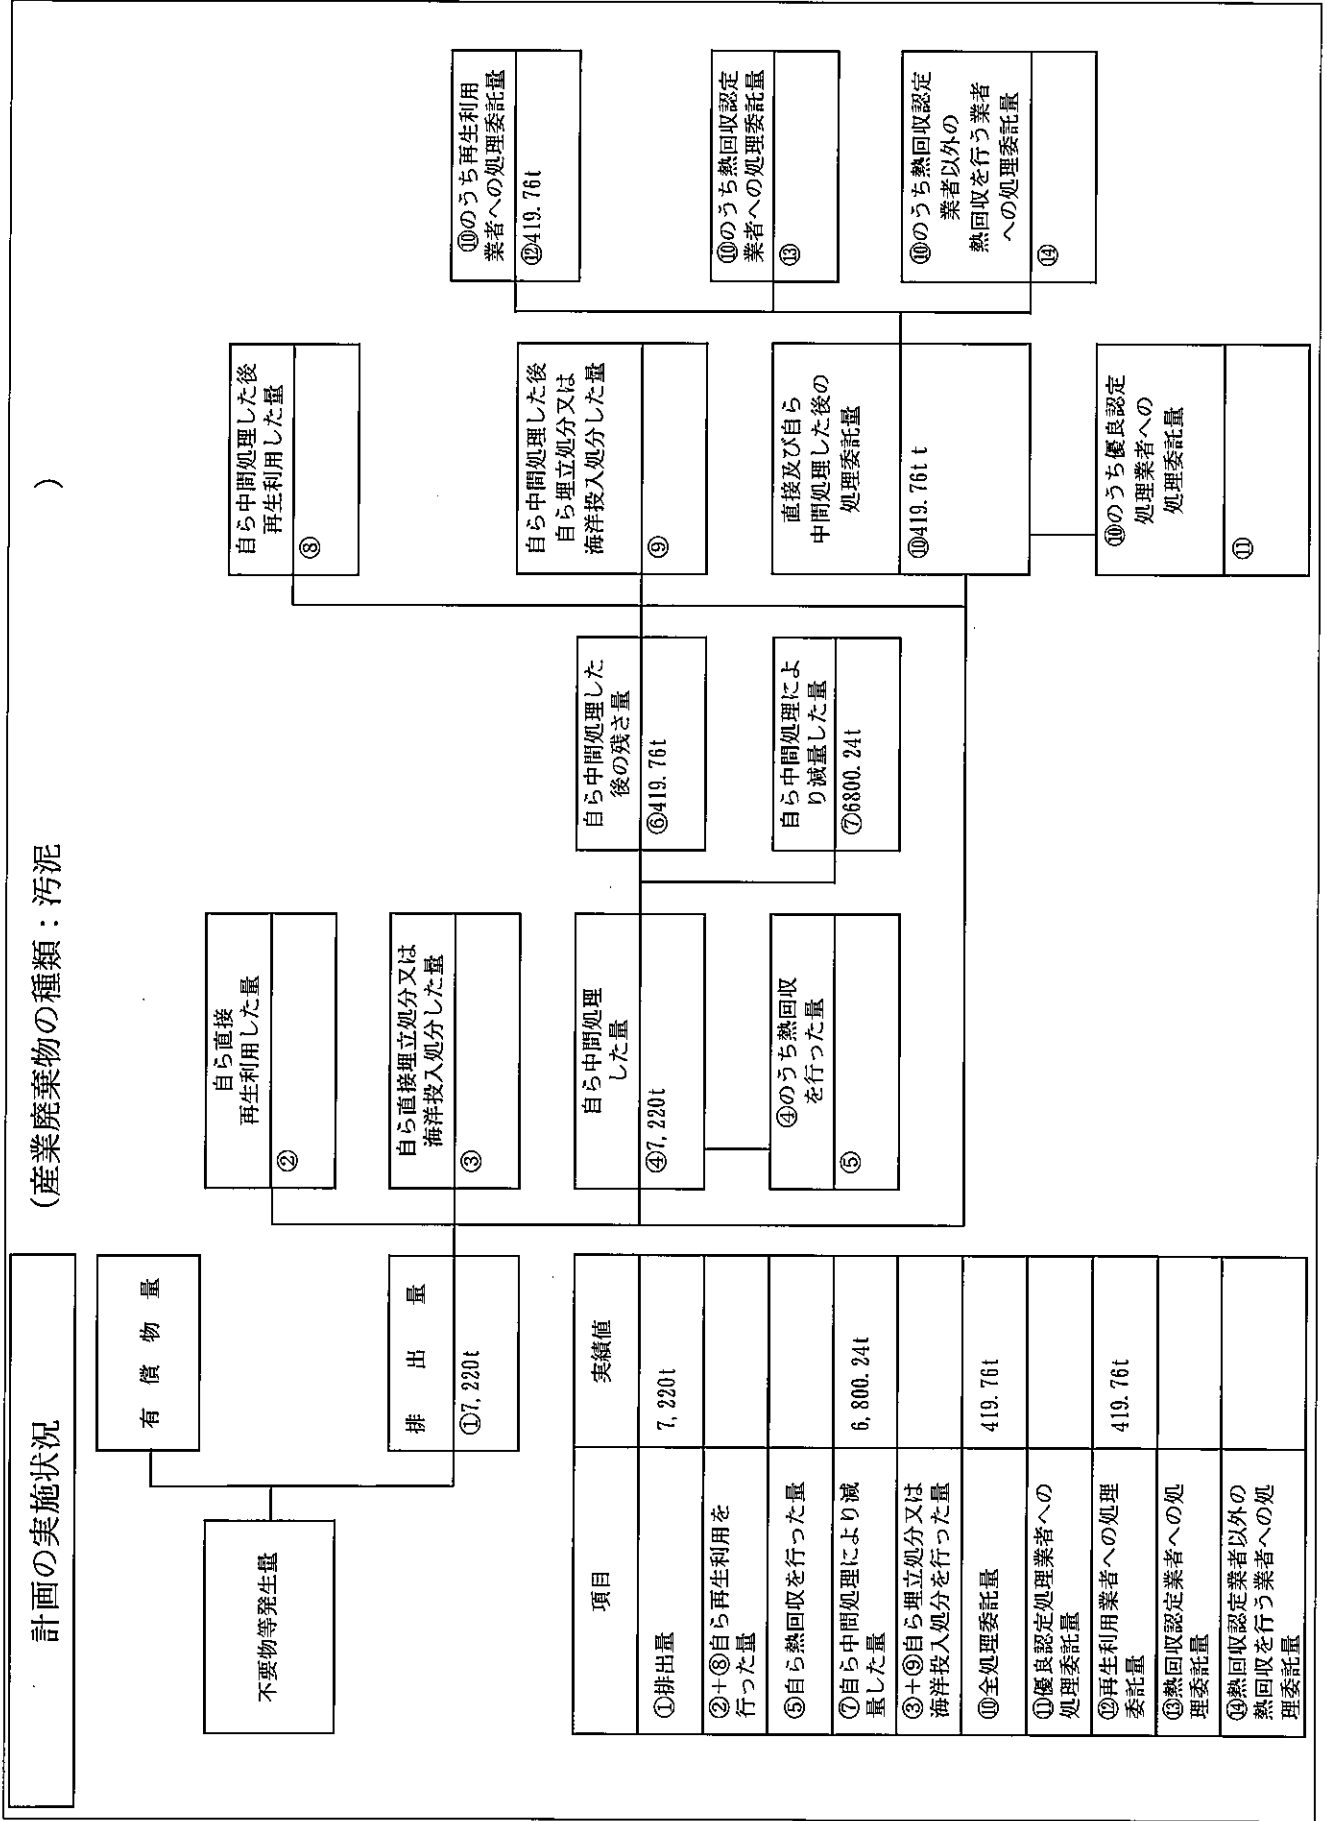 計画の実施状況
(産業廃棄物の種類：汚泥　　　　　　　　　　)
不要物等発生量
有 償 物 量
排 出 量
①7,220t
自ら直接
再生利用した量
②
自ら直接埋立処分又は
海洋投入処分した量
③
自ら中間処理
した量
④7,220t
④のうち熱回収
を行った量
⑤
自ら中間処理した
後の残さ量
⑥419.76t
自ら中間処理によ
り減量した量
⑦6800.24t
自ら中間処理した後
再生利用した量
⑧
自ら中間処理した後
自ら埋立処分又は
海洋投入処分した量
⑨
直接及び自ら
中間処理した後の
処理委託量
⑩419.76t t
⑩のうち優良認定
処理業者への
処理委託量
⑪
⑩のうち再生利用
業者への処理委託量
⑫419.76t
⑩のうち熱回収認定
業者への処理委託量
⑬
⑩のうち熱回収認定
業者以外の
熱回収を行う業者
への処理委託量
⑭
項目 実績値
①排出量 7,220t
②+⑧自ら再生利用を
行った量
⑤自ら熱回収を行った量
⑦自ら中間処理により減
量した量 6,800.24t
③+⑨自ら埋立処分又は
海洋投入処分を行った量
⑩全処理委託量 419.76t
⑪優良認定処理業者への
処理委託量
⑫再生利用業者への処理
委託量 419.76t
⑬熱回収認定業者への処
理委託量
⑭熱回収認定業者以外の
熱回収を行う業者への処
理委託量